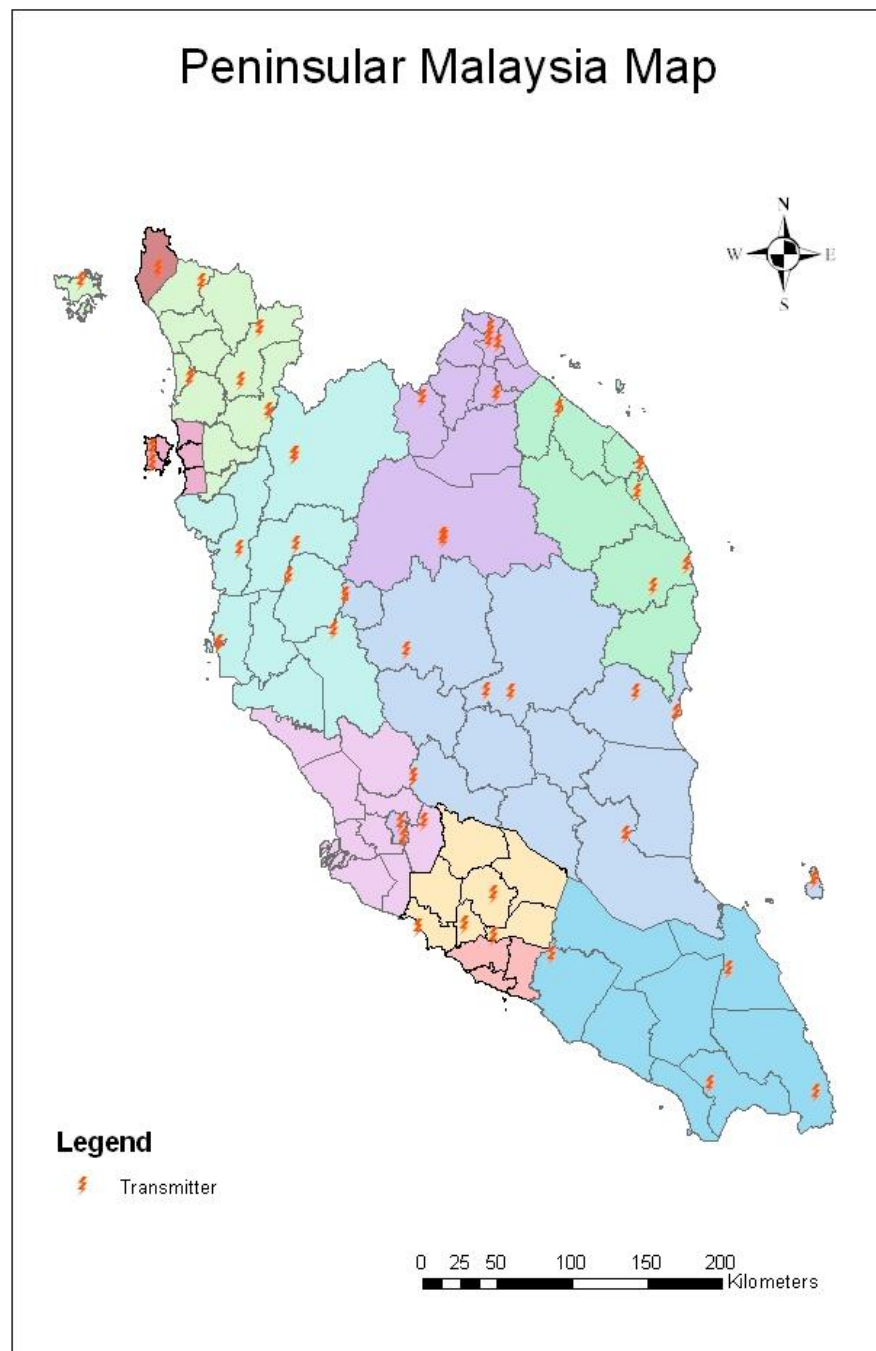 Peninsular Malaysia Map
N
W E
S
Legend
Transmitter
0 25 50 100 150 200
Kilometers